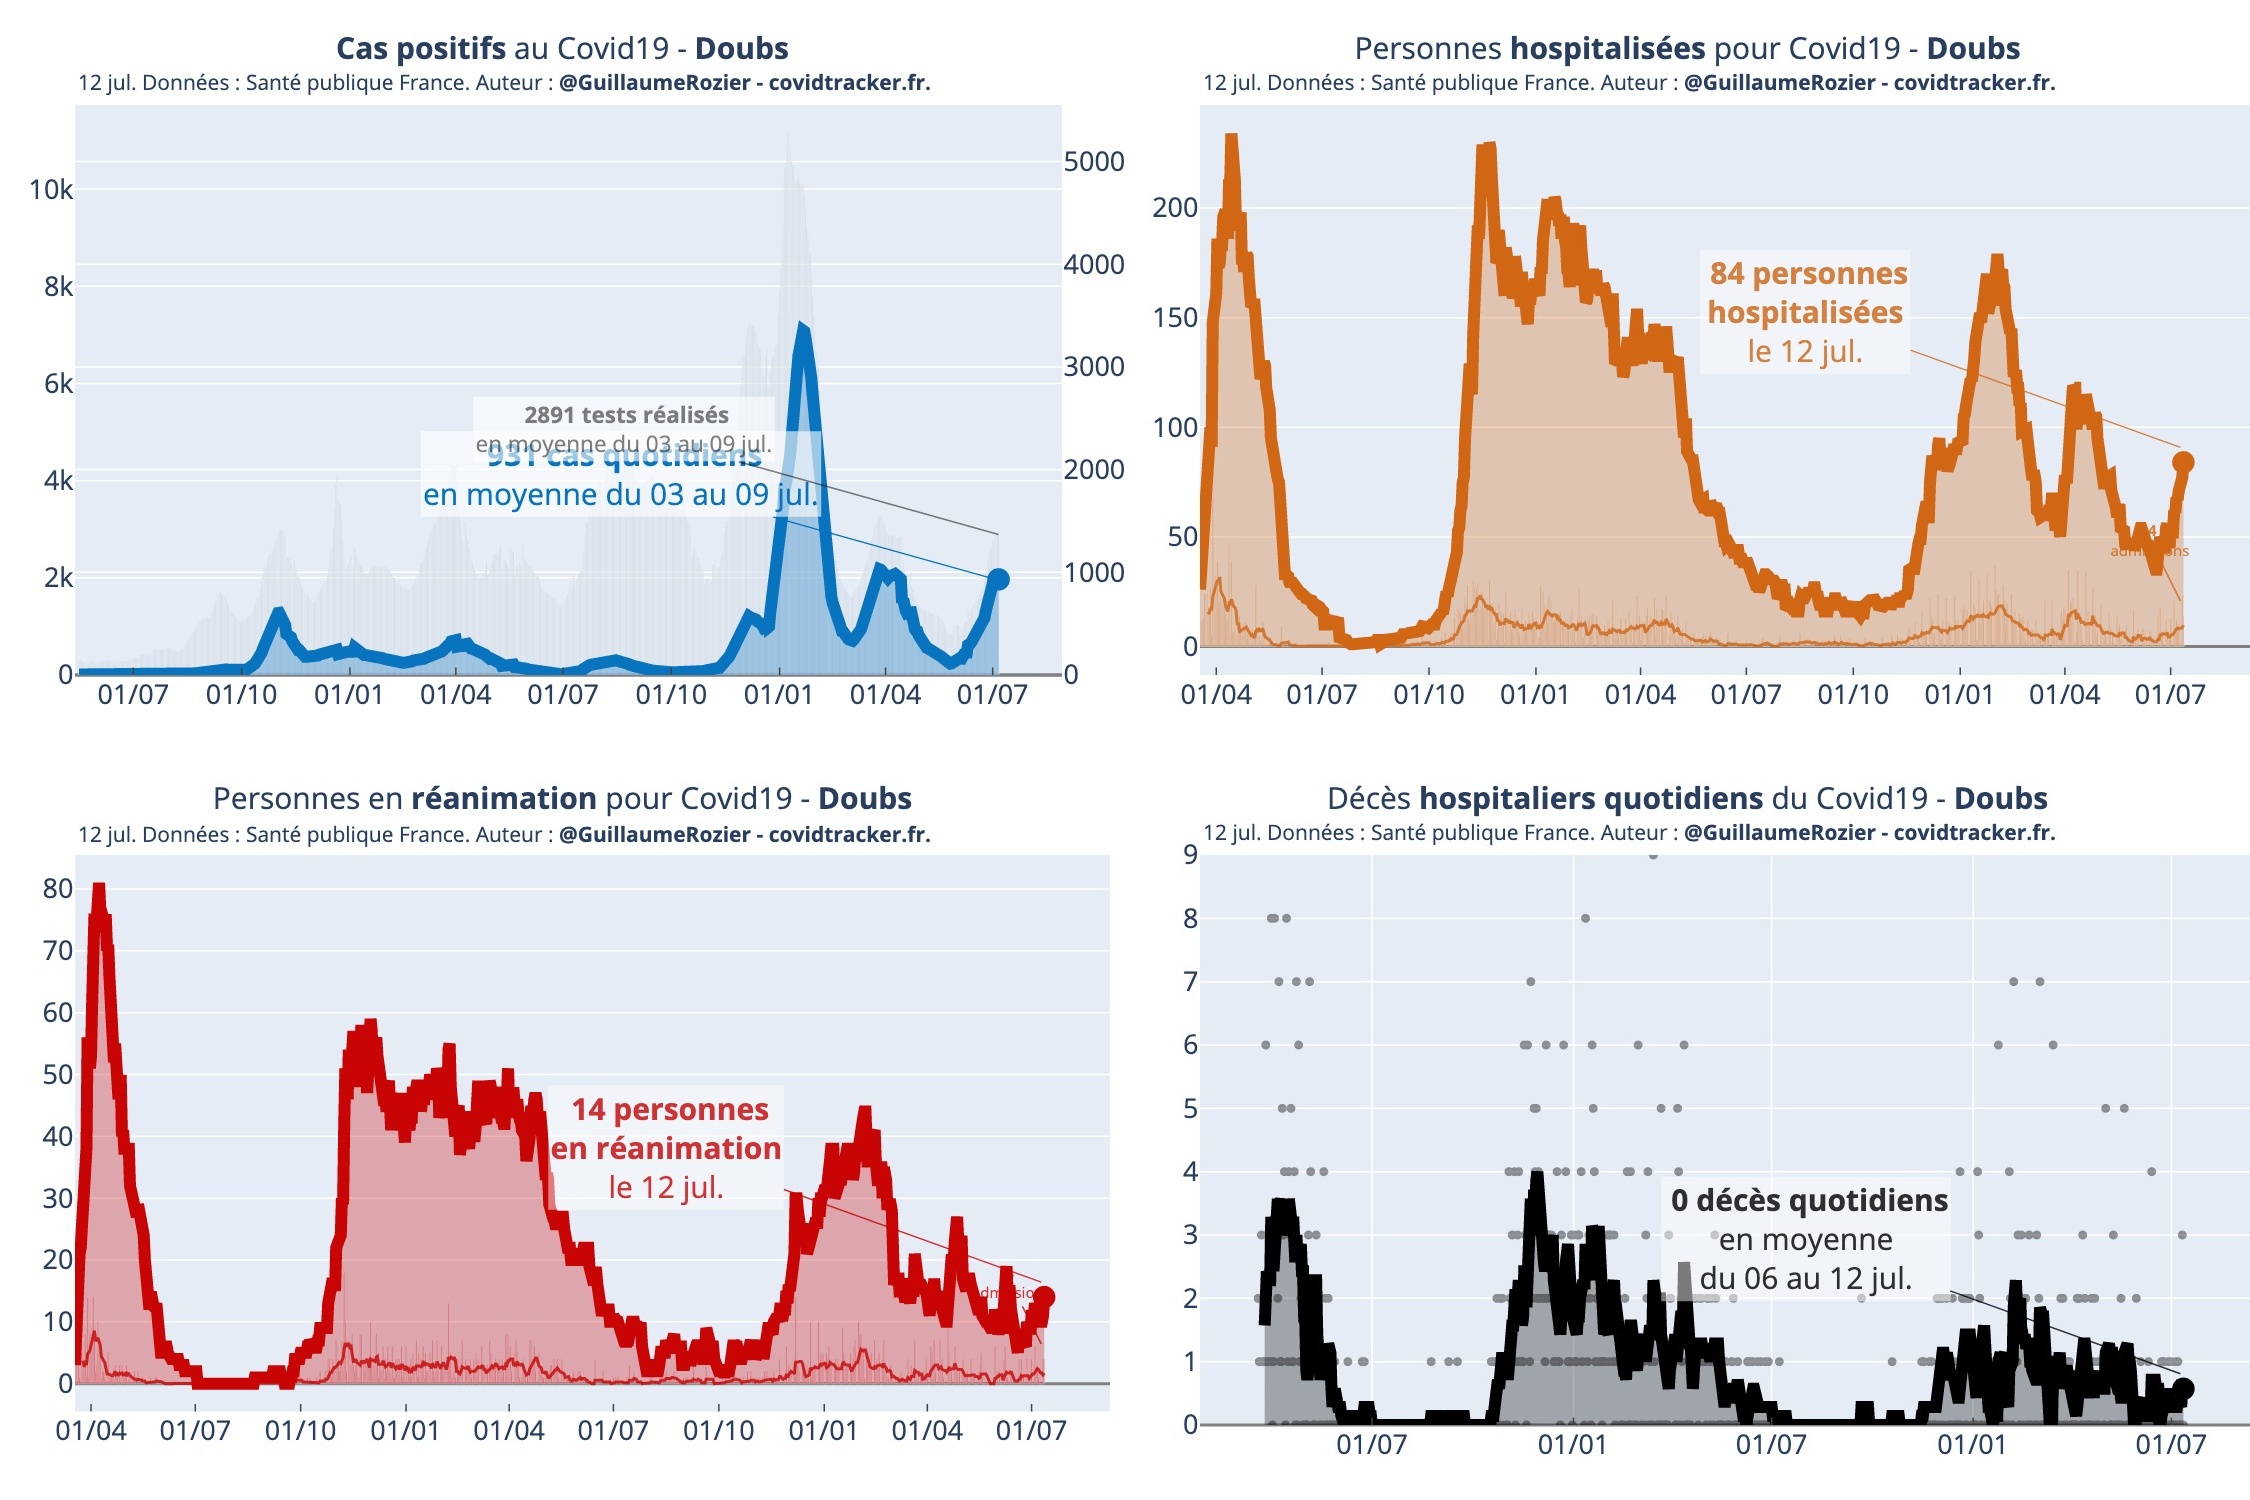 Cas positifs au Covid19 - Doubs
12 jul. Données : Santé publique France. Auteur : @GuillaumeRozier - covidtracker.fr.
10k
8k
6k
4k
2k
0
5000
4000
3000
2000
1000
0
2891 tests réalisés
en moyenne du 03 au 09 jul.
931 cas quotidiens
en moyenne du 03 au 09 jul.
01/07 01/10 01/01 01/04 01/07 01/10 01/01 01/04 01/07
Personnes hospitalisées pour Covid19 - Doubs
12 jul. Données : Santé publique France. Auteur : @GuillaumeRozier - covidtracker.fr.
200
150
100
50
0
84 personnes
hospitalisées
le 12 jul.
admissions
01/04 01/07 01/10 01/01 01/04 01/07 01/10 01/01 01/04 01/07
Personnes en réanimation pour Covid19 - Doubs
12 jul. Données : Santé publique France. Auteur : @GuillaumeRozier - covidtracker.fr.
80
70
60
50
40
30
20
10
0
14 personnes
en réanimation
le 12 jul.
01/04 01/07 01/10 01/01 01/04 01/07 01/10 01/01 01/04 01/07
Décès hospitaliers quotidiens du Covid19 - Doubs
12 jul. Données : Santé publique France. Auteur : @GuillaumeRozier - covidtracker.fr.
9
8
7
6
5
4
3
2
1
0
0 décès quotidiens
en moyenne
du 06 au 12 jul.
01/07 01/01 01/07 01/01 01/07